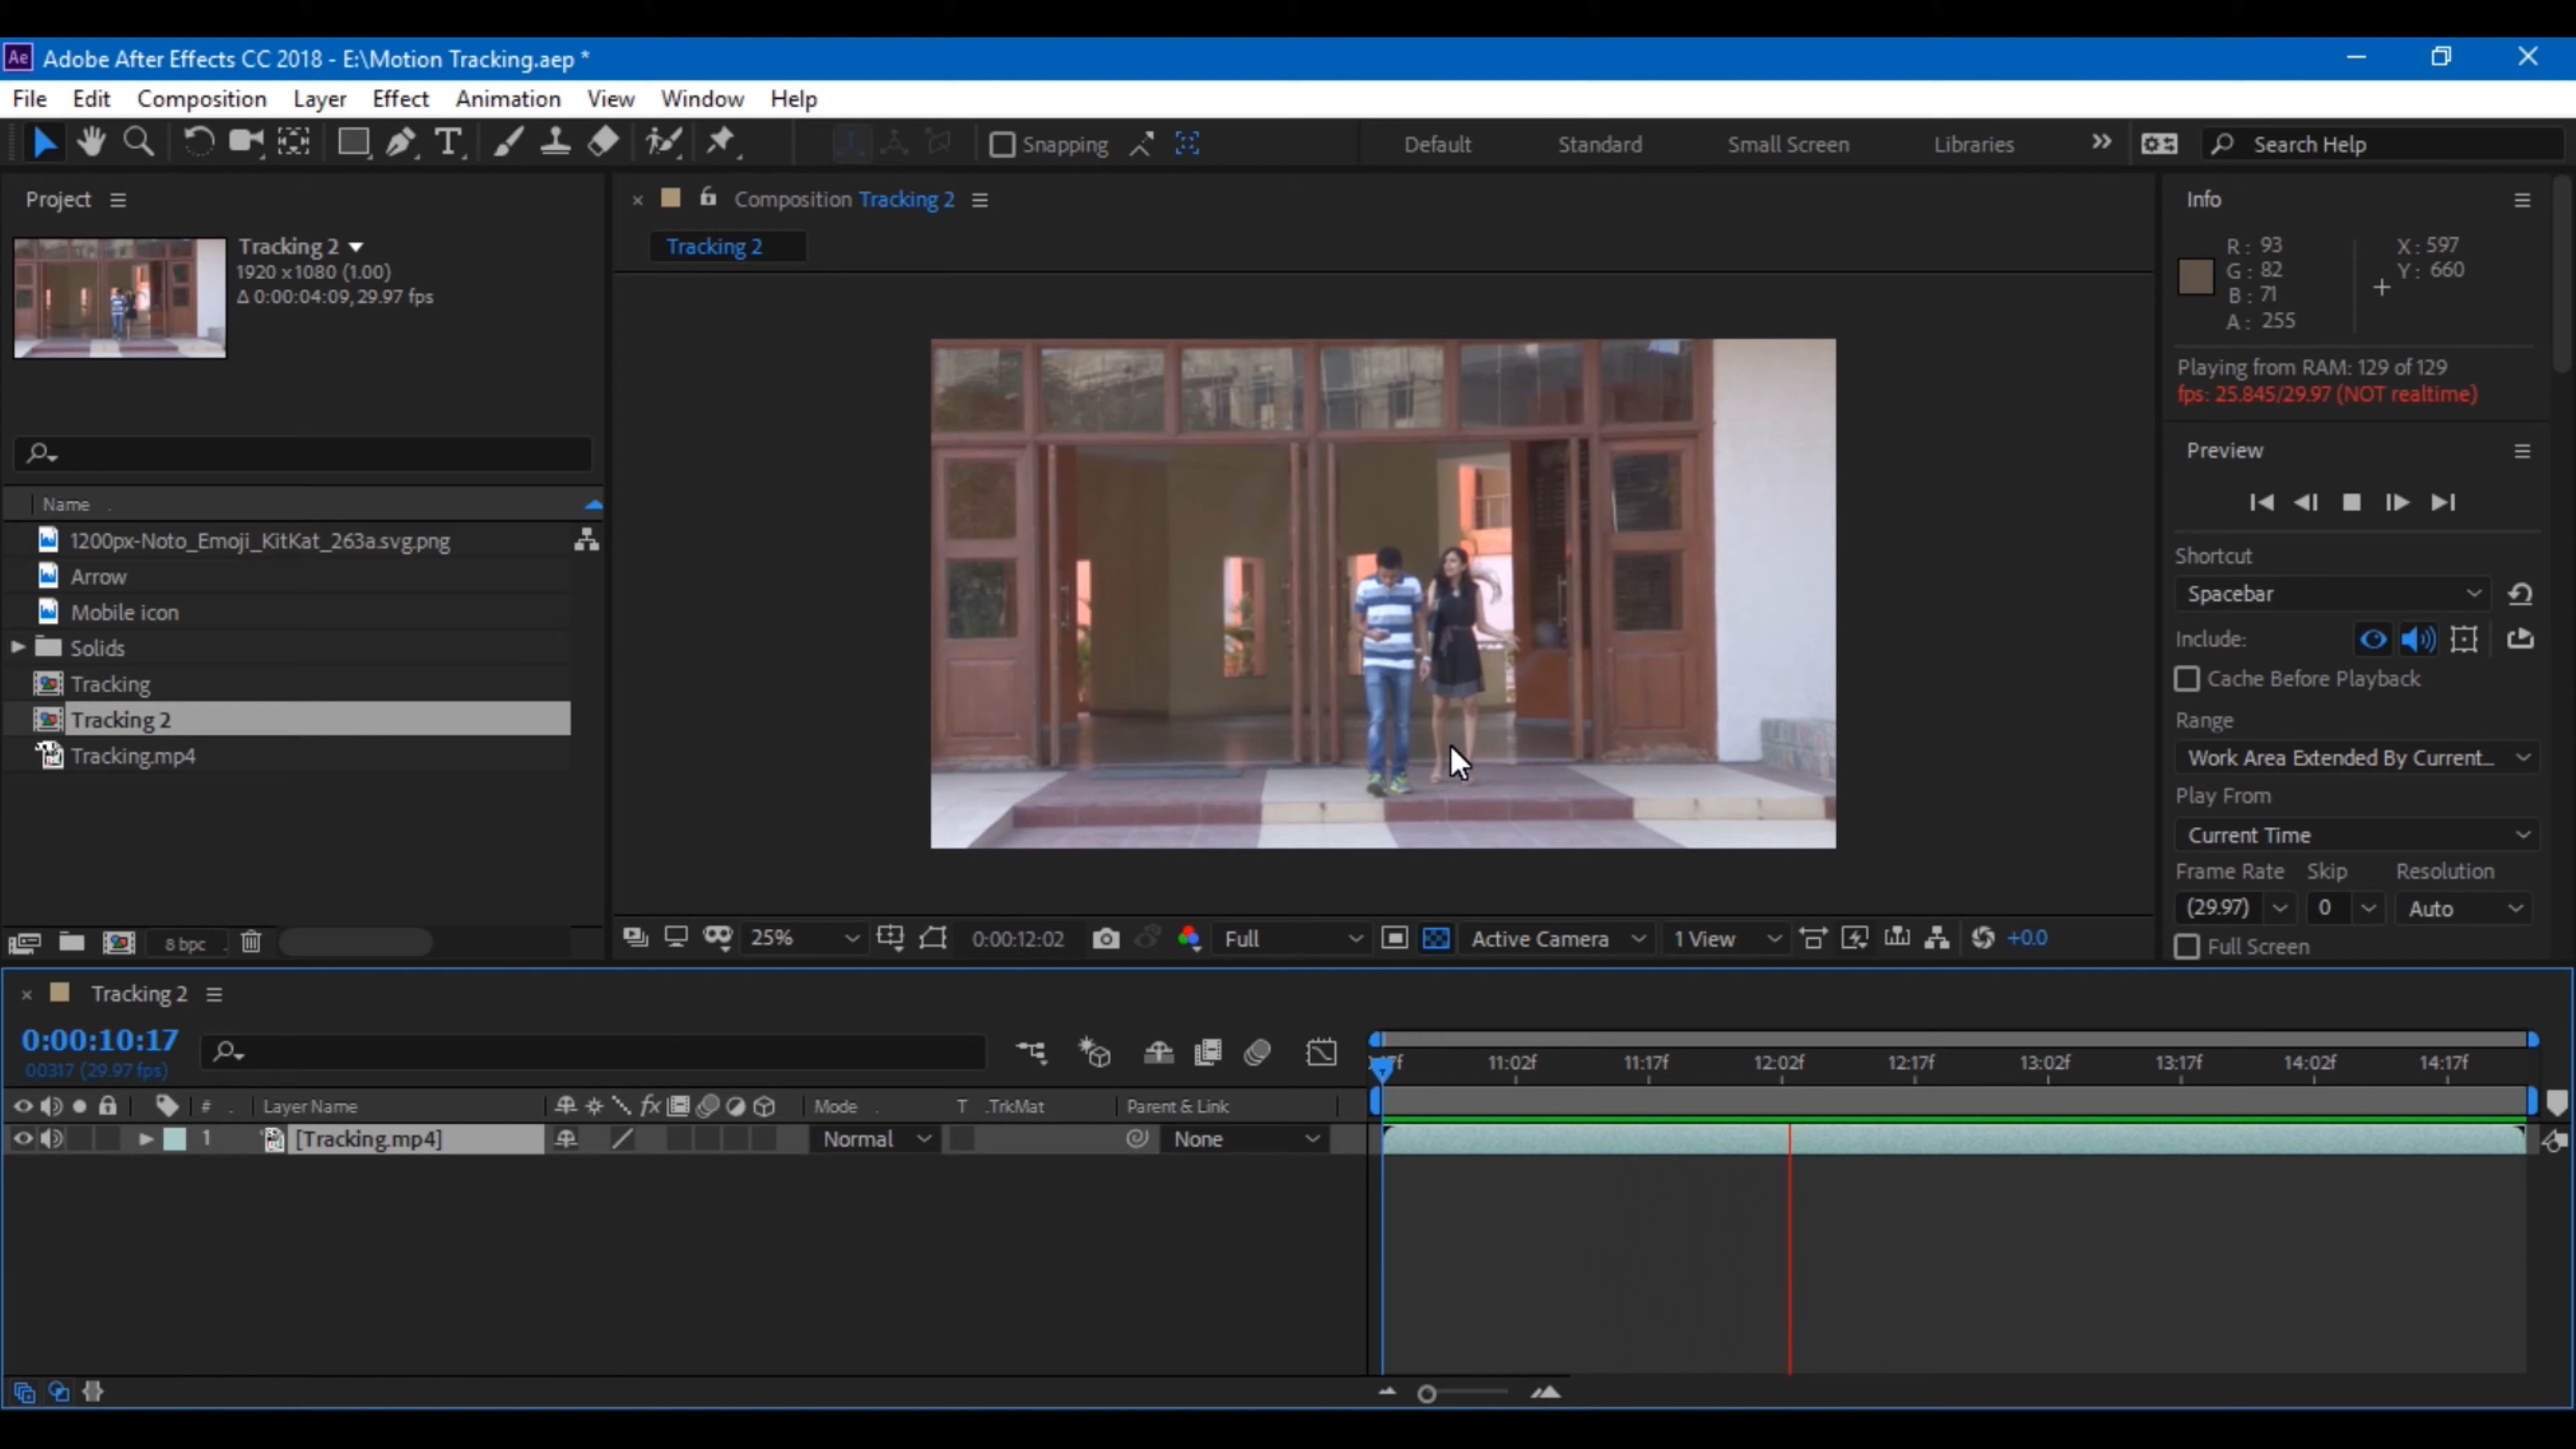 Ae Adobe After Effects CC 2018 - E:\Motion Tracking.aep *
File Edit Composition Layer Effect Animation View Window Help
Snapping Default Standard Small Screen Libraries Search Help
Project
Tracking 2
1920 x 1080 (1.00)
Δ 0:00:04:09, 29.97 fps
Name
1200px-Noto_Emoji_KitKat_263a.svg.png
Arrow
Mobile icon
Solids
Tracking
Tracking 2
Tracking.mp4
8 bpc
Composition Tracking 2
Tracking 2
25% 0:00:12:02 Full Active Camera 1 View +0.0
Info
R: 93 X: 597
G: 82 Y: 660
B: 71
A: 255
Playing from RAM: 129 of 129
fps: 25.845/29.97 (NOT realtime)
Preview
Shortcut
Spacebar
Include:
Cache Before Playback
Range
Work Area Extended By Current...
Play From
Current Time
Frame Rate Skip Resolution
(29.97) 0 Auto
Full Screen
Tracking 2
0:00:10:17
00317 (29.97 fps)
11:02f 11:17f 12:02f 12:17f 13:02f 13:17f 14:02f 14:17f
# Layer Name fx Mode T .TrkMat Parent & Link
1 [Tracking.mp4] Normal None